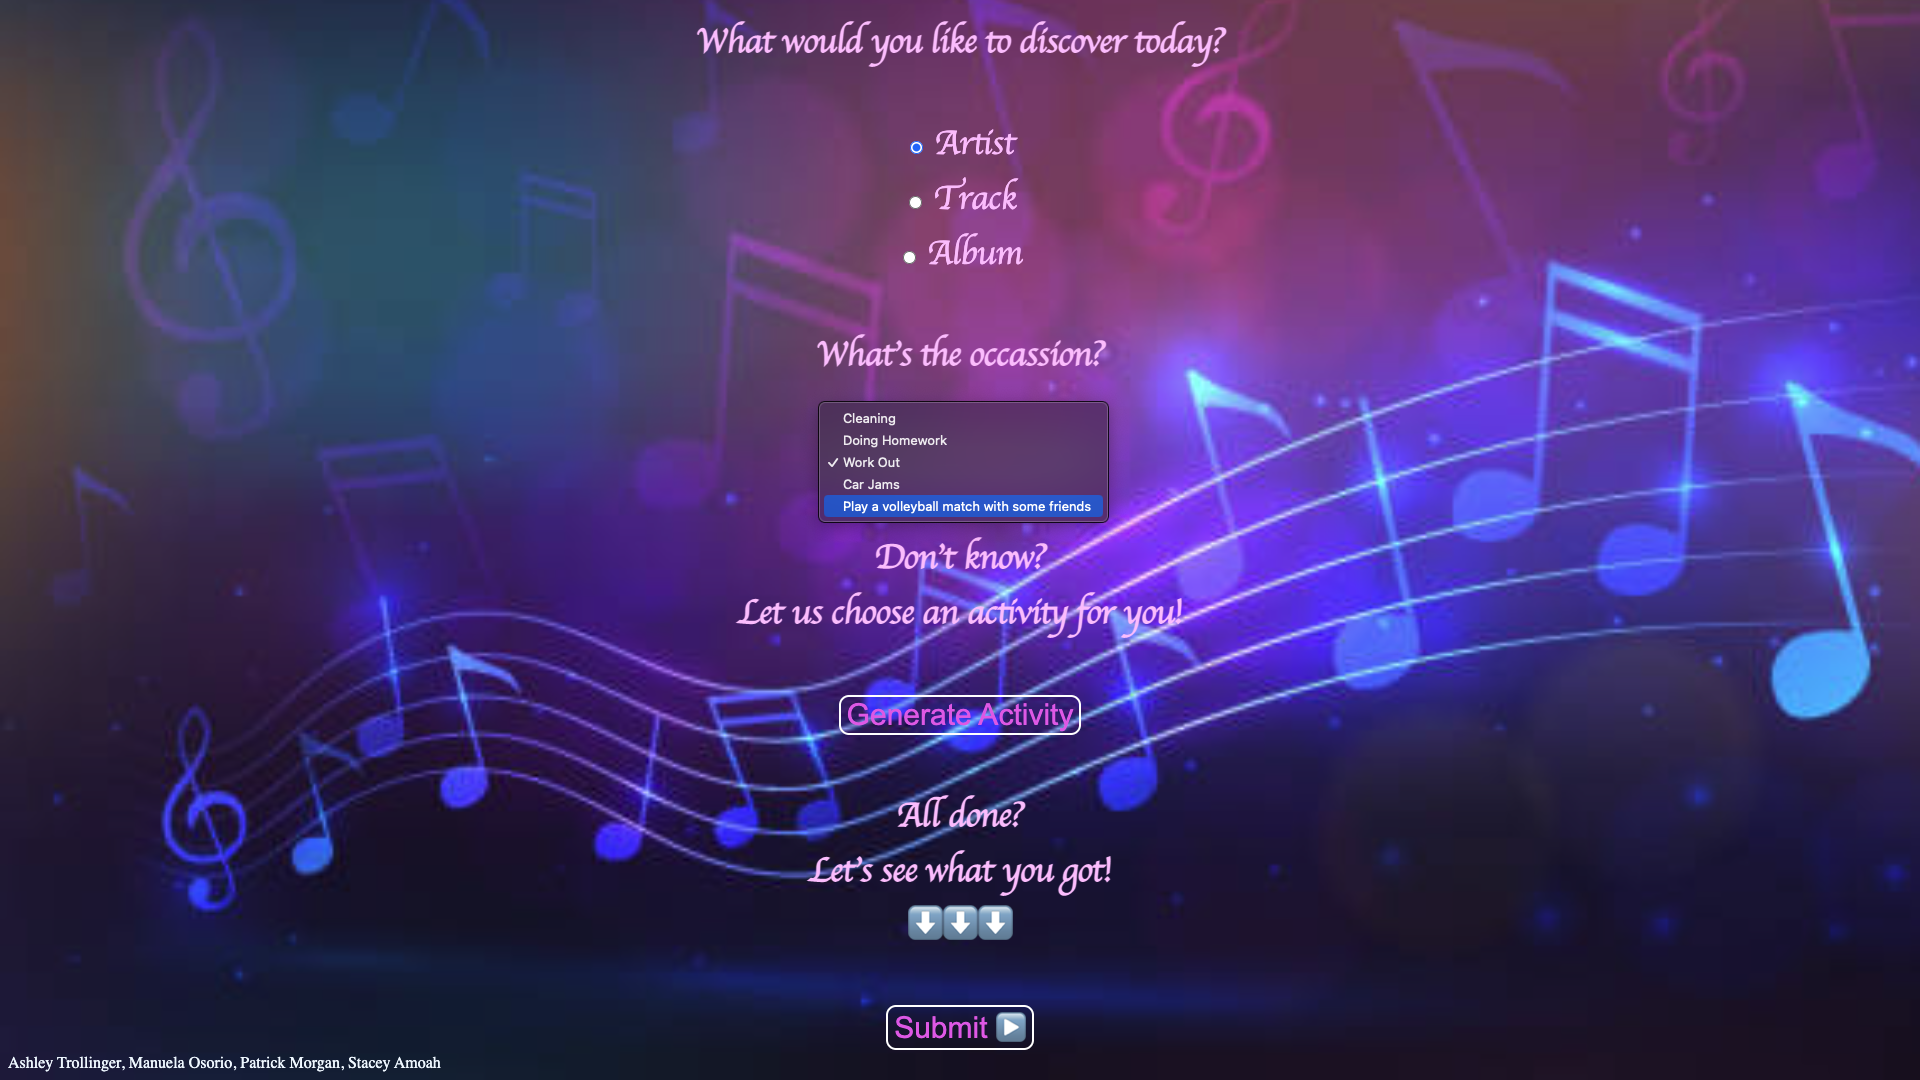 What would you like to discover today?
Artist
Track
Album
What's the occassion?
Cleaning
Doing Homework
✓ Work Out
Car Jams
Play a volleyball match with some friends
Don't know?
Let us choose an activity for you!
Generate Activity
All done?
Let's see what you got!
⬇️⬇️⬇️
Submit ▶️
Ashley Trollinger, Manuela Osorio, Patrick Morgan, Stacey Amoah